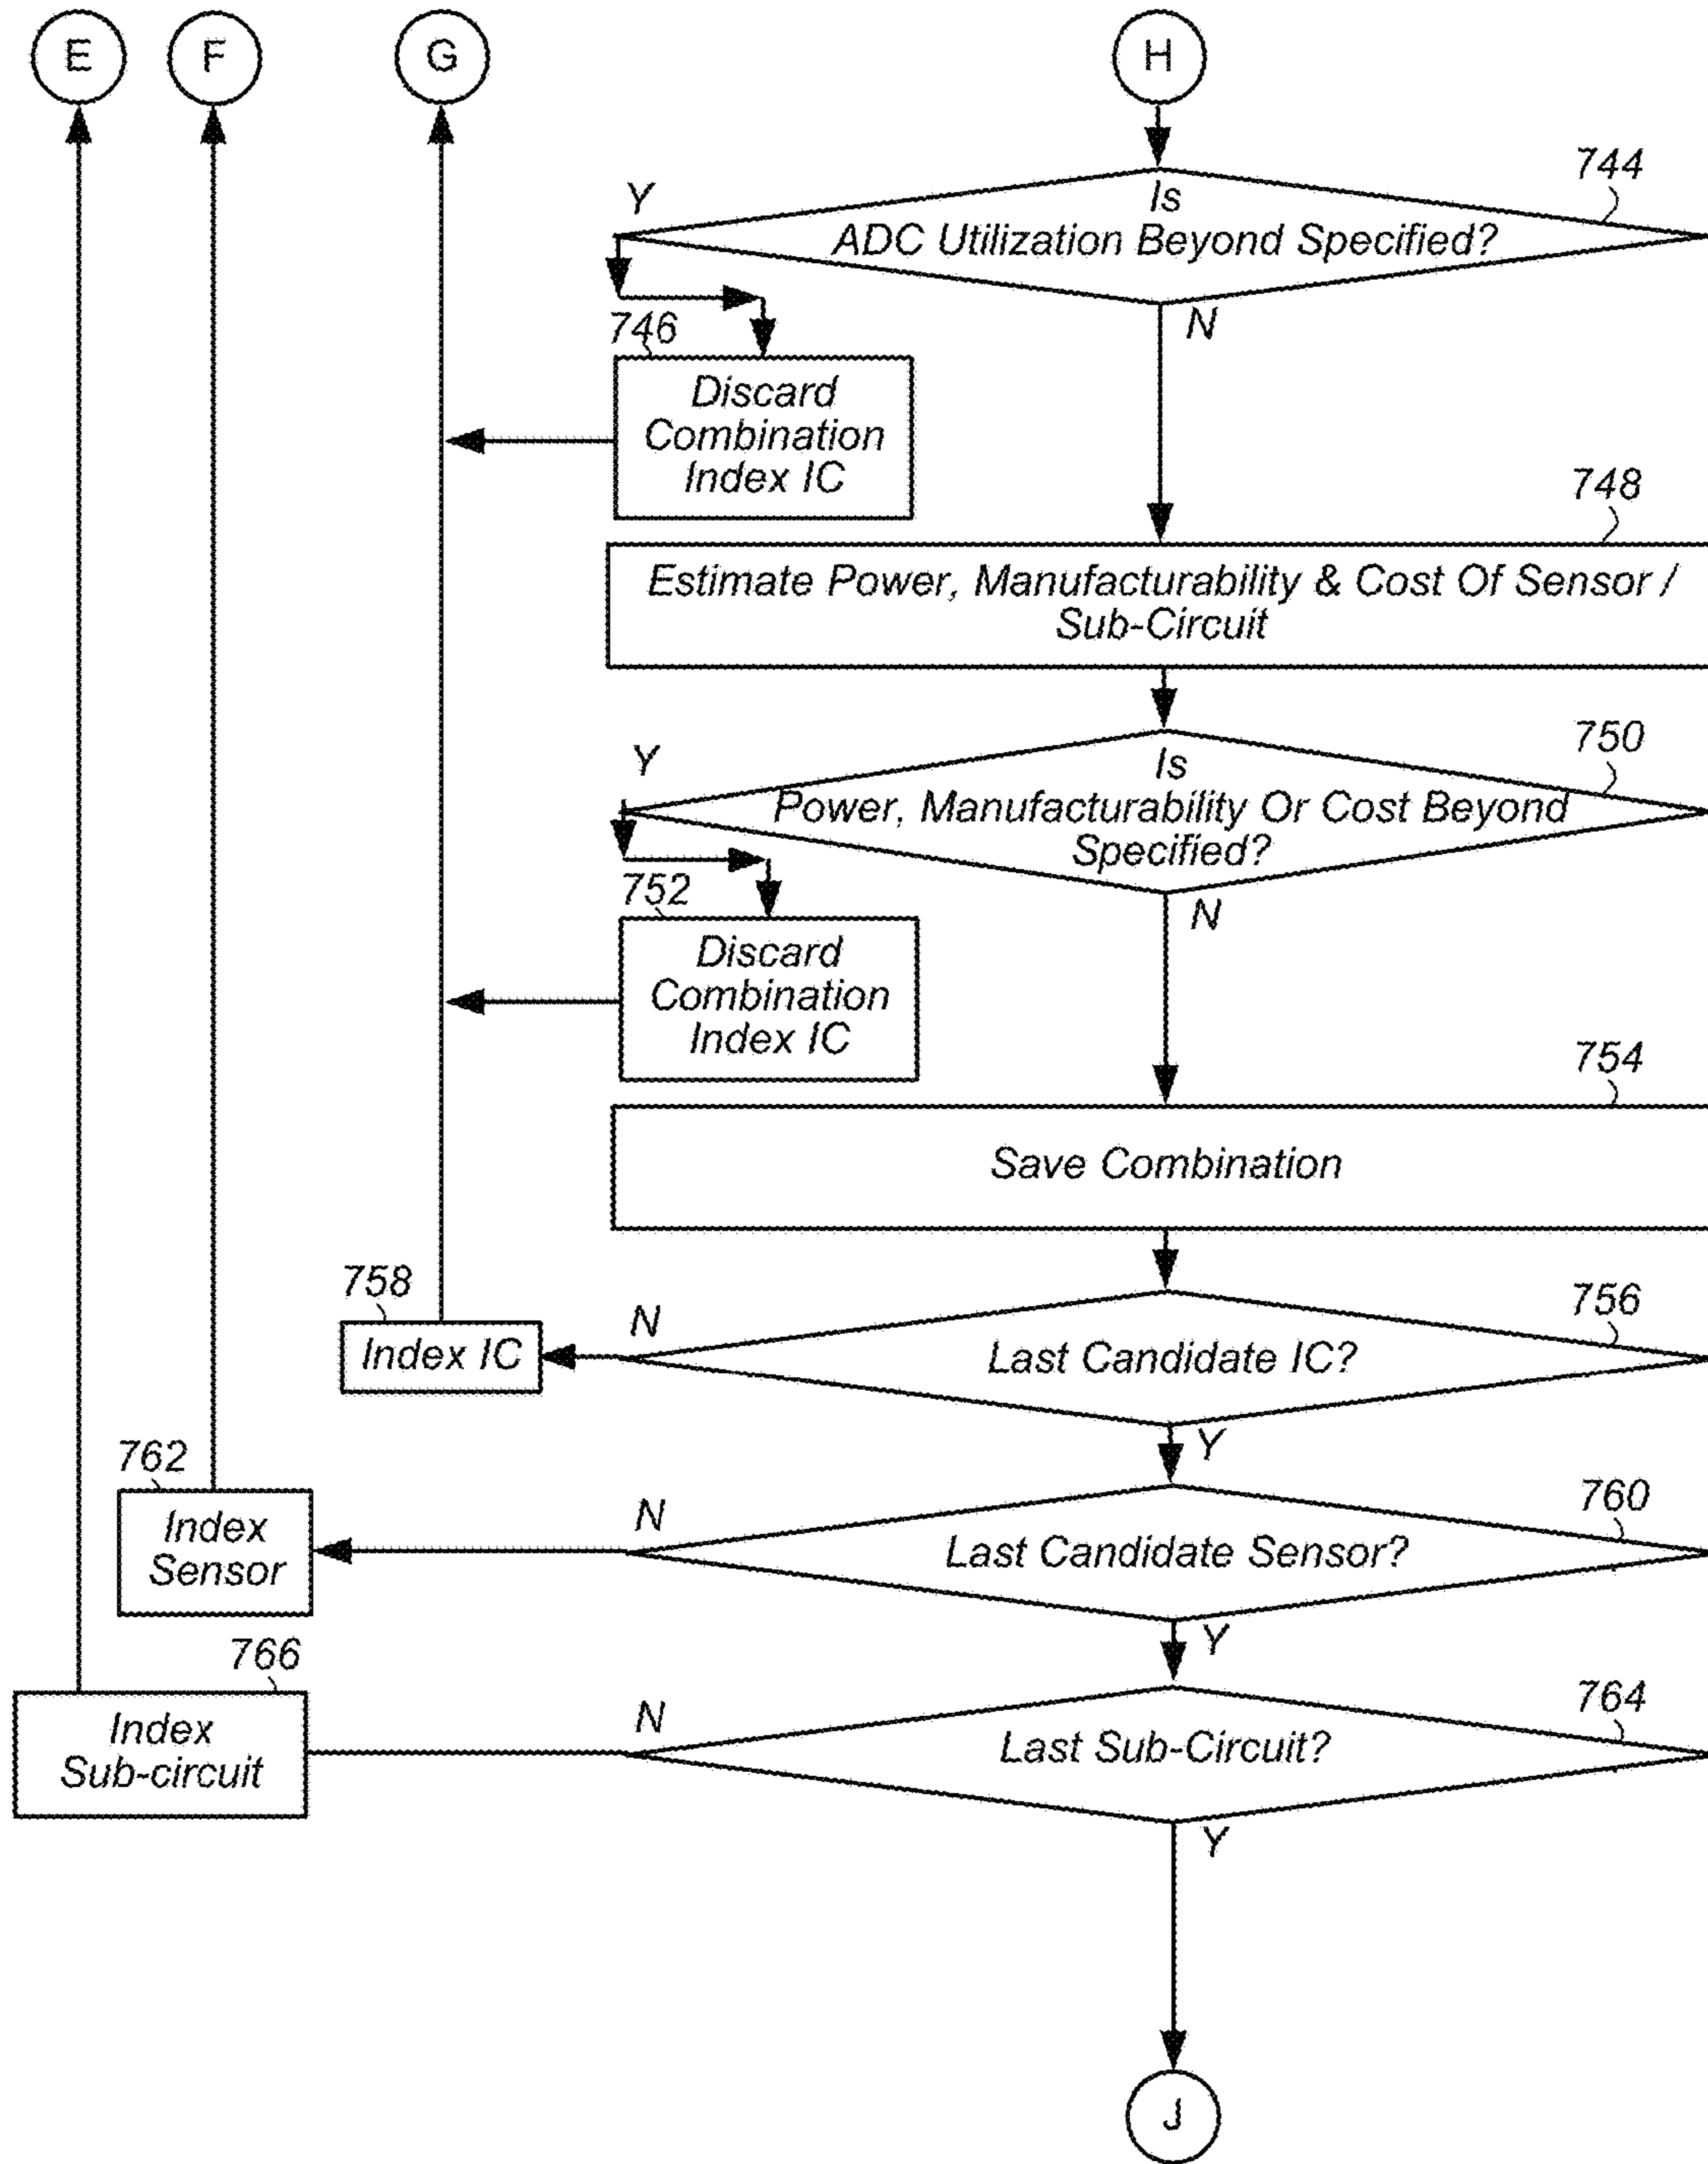 E
F
G
H
744
Y
Is
ADC Utilization Beyond Specified?
N
746
Discard
Combination
Index IC
748
Estimate Power, Manufacturability & Cost Of Sensor /
Sub-Circuit
750
Y
Is
Power, Manufacturability Or Cost Beyond
Specified?
N
752
Discard
Combination
Index IC
754
Save Combination
756
758
N
Index IC
Last Candidate IC?
Y
762
760
N
Index
Sensor
Last Candidate Sensor?
Y
766
764
N
Index
Sub-circuit
Last Sub-Circuit?
Y
J